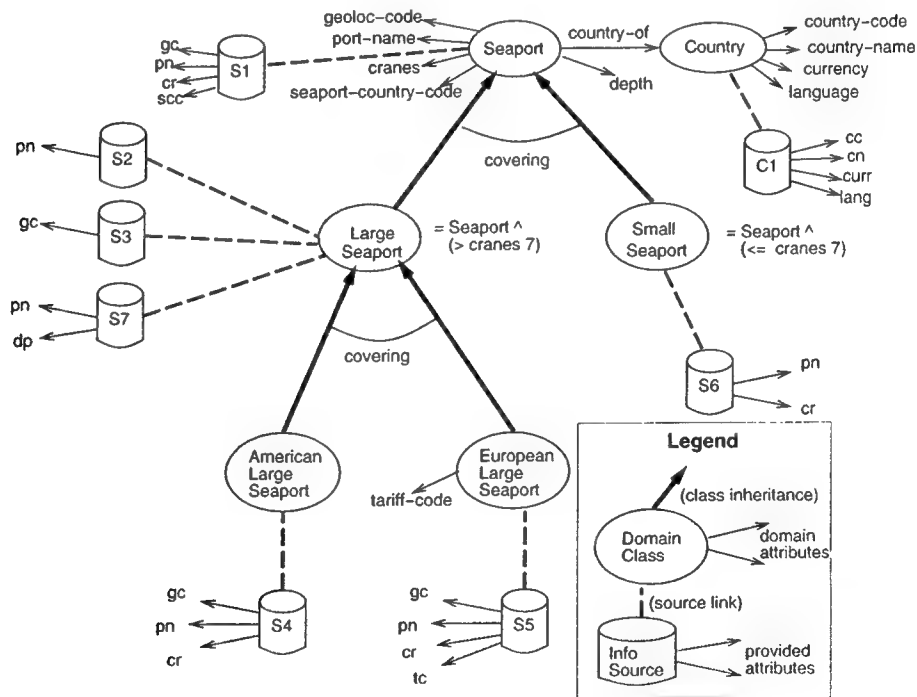 geoloc-code
port-name
cranes
seaport-country-code
Seaport
country-of
depth
Country
country-code
country-name
currency
language
gc
pn
cr
scc
S1
covering
C1
cc
cn
curr
lang
pn
S2
gc
S3
pn
dp
S7
Large
Seaport
= Seaport ^
(> cranes 7)
Small
Seaport
= Seaport ^
(<= cranes 7)
covering
S6
pn
cr
American
Large
Seaport
European
Large
Seaport
tariff-code
gc
pn
cr
S4
gc
pn
cr
tc
S5
Legend
(class inheritance)
Domain
Class
domain
attributes
(source link)
Info
Source
provided
attributes